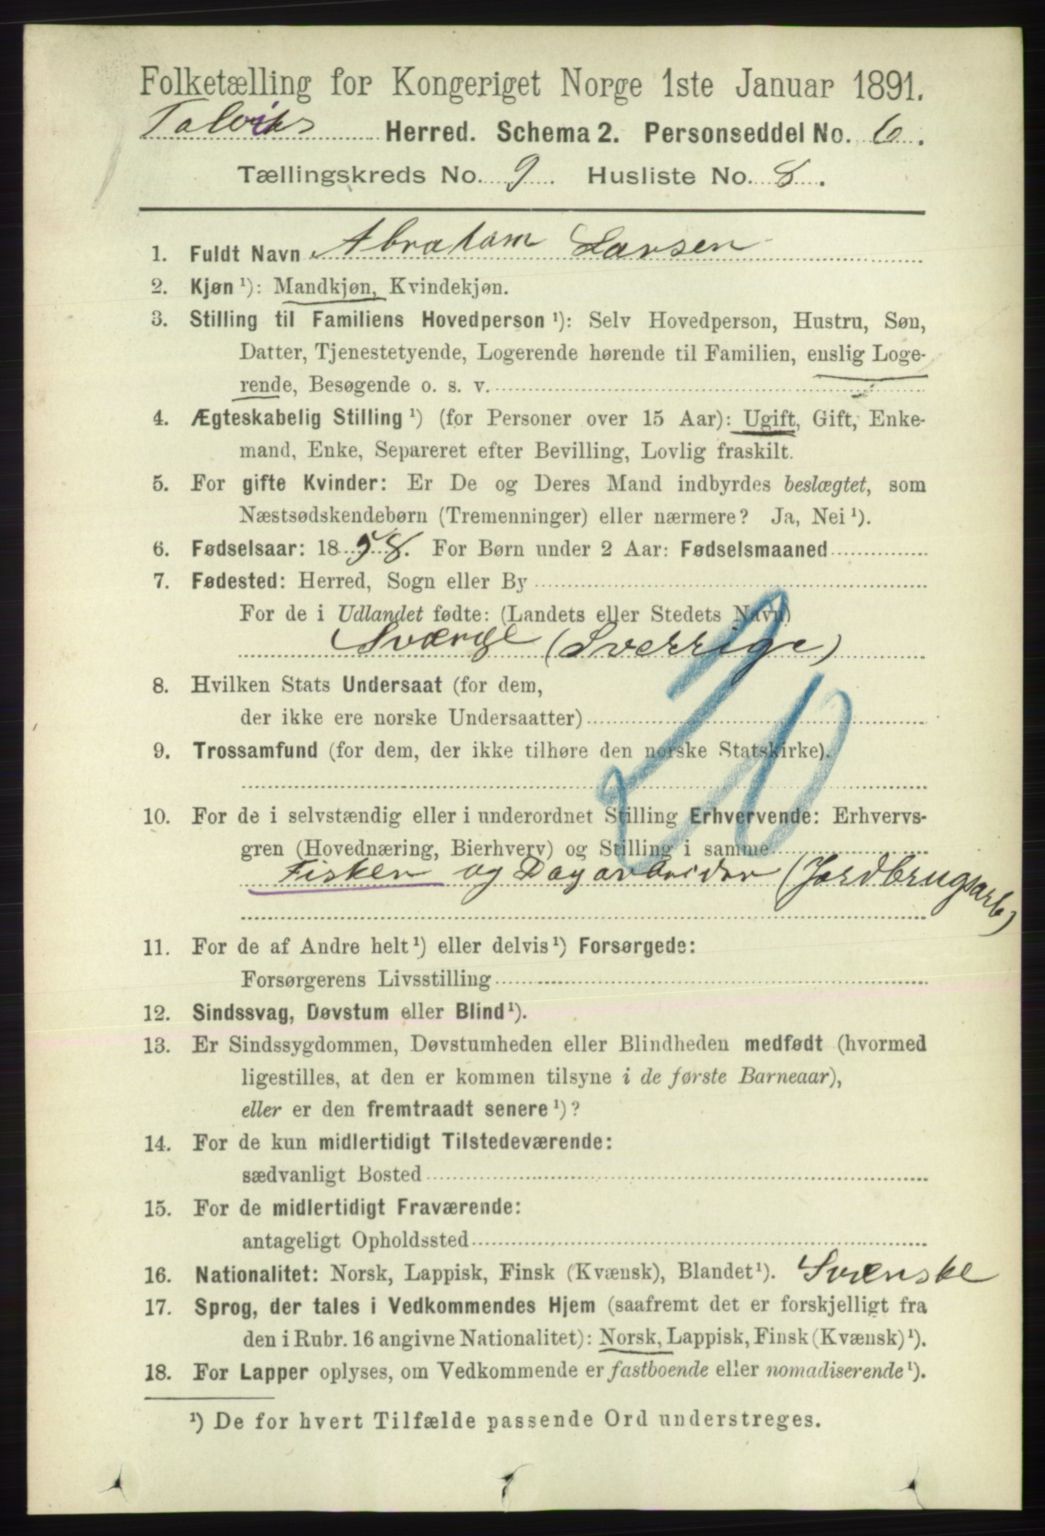 Folketælling for Kongeriget Norge 1ste Januar 1891.
Talviks Herred. Schema 2. Personseddel No. 6.
Tællingskreds No. 9. Husliste No. 8.
1. Fuldt Navn Abraham Larsen
2. Kjøn ¹): Mandkjøn, Kvindekjøn.
3. Stilling til Familiens Hovedperson ¹): Selv Hovedperson, Hustru, Søn,
Datter, Tjenestetyende, Logerende hørende til Familien, enslig Loge-
rende, Besøgende o. s. v.
4. Ægteskabelig Stilling ¹) (for Personer over 15 Aar): Ugift, Gift, Enke-
mand, Enke, Separeret efter Bevilling, Lovlig fraskilt.
5. For gifte Kvinder: Er De og Deres Mand indbyrdes beslægtet, som
Næstsødskendebørn (Tremenninger) eller nærmere? Ja, Nei ¹).
6. Fødselsaar: 1858. For Børn under 2 Aar: Fødselsmaaned
7. Fødested: Herred, Sogn eller By
For de i Udlandet fødte: (Landets eller Stedets Navn)
Sværge (Sverrige)
8. Hvilken Stats Undersaat (for dem,
der ikke ere norske Undersaatter)
9. Trossamfund (for dem, der ikke tilhøre den norske Statskirke).
20
10. For de i selvstændig eller i underordnet Stilling Erhvervende: Erhvervs-
gren (Hovednæring, Bierhverv) og Stilling i samme
Fisker og Dagarbeider (Jordbrugsarb)
11. For de af Andre helt ¹) eller delvis ¹) Forsørgede:
Forsørgerens Livsstilling
12. Sindssvag, Døvstum eller Blind ¹).
13. Er Sindssygdommen, Døvstumheden eller Blindheden medfødt (hvormed
ligestilles, at den er kommen tilsyne i de første Barneaar),
eller er den fremtraadt senere ¹)?
14. For de kun midlertidigt Tilstedeværende:
sædvanligt Bosted
15. For de midlertidigt Fraværende:
antageligt Opholdssted
16. Nationalitet: Norsk, Lappisk, Finsk (Kvænsk), Blandet ¹). Svenske
17. Sprog, der tales i Vedkommendes Hjem (saafremt det er forskjelligt fra
den i Rubr. 16 angivne Nationalitet): Norsk, Lappisk, Finsk (Kvænsk) ¹).
18. For Lapper oplyses, om Vedkommende er fastboende eller nomadiserende ¹).
¹) De for hvert Tilfælde passende Ord understreges.